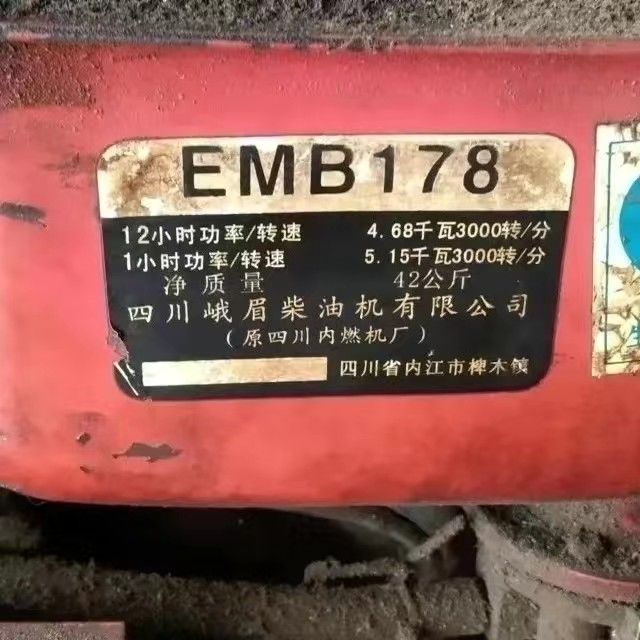 EMB178
12小时功率/转速 4.68千瓦3000转/分
1小时功率/转速 5.15千瓦3000转/分
净质量 42公斤
四川峨眉柴油机有限公司
(原四川内燃机厂)
四川省内江市椑木镇